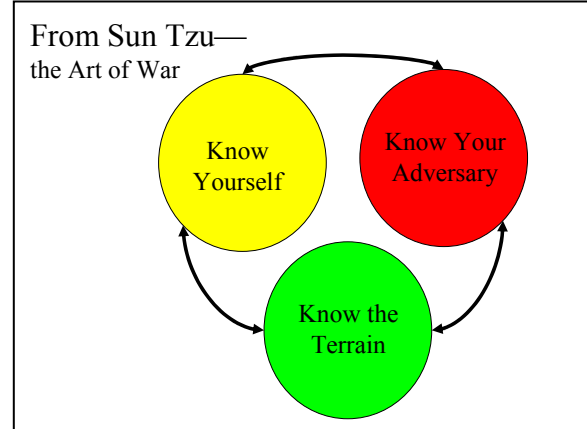 From Sun Tzu—
the Art of War
Know
Yourself
Know Your
Adversary
Know the
Terrain